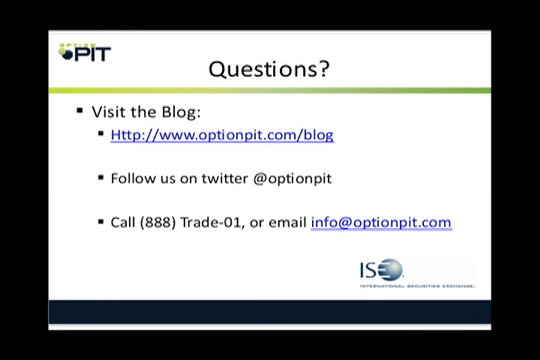 OPTION
PIT
Questions?
Visit the Blog:
Http://www.optionpit.com/blog
Follow us on twitter @optionpit
Call (888) Trade-01, or email info@optionpit.com
ISE
INTERNATIONAL SECURITIES EXCHANGE.